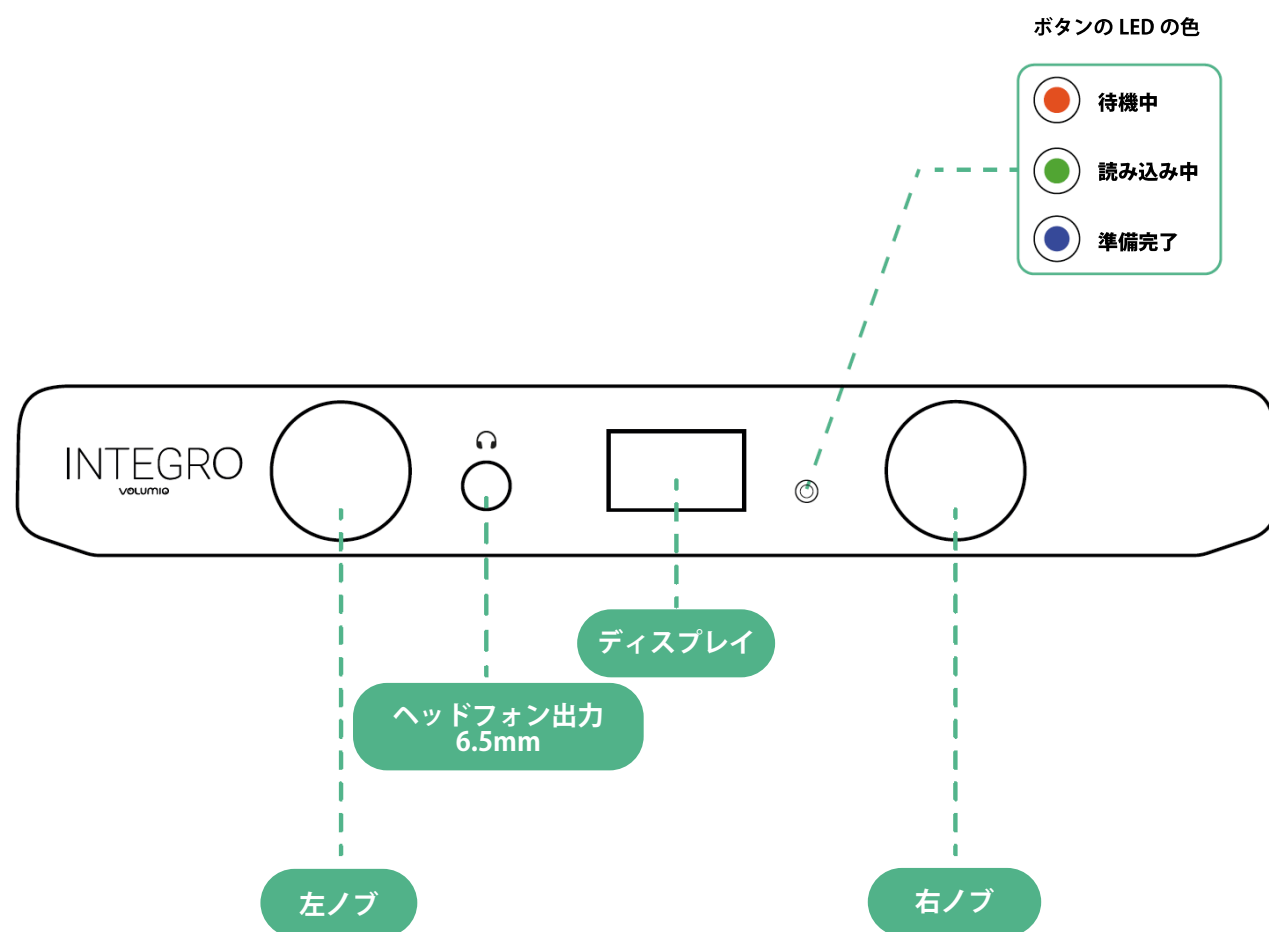 ボタンの LED の色
待機中
読み込み中
準備完了
INTEGRO
VOLUMIO
ディスプレイ
ヘッドフォン出力
6.5mm
左ノブ
右ノブ